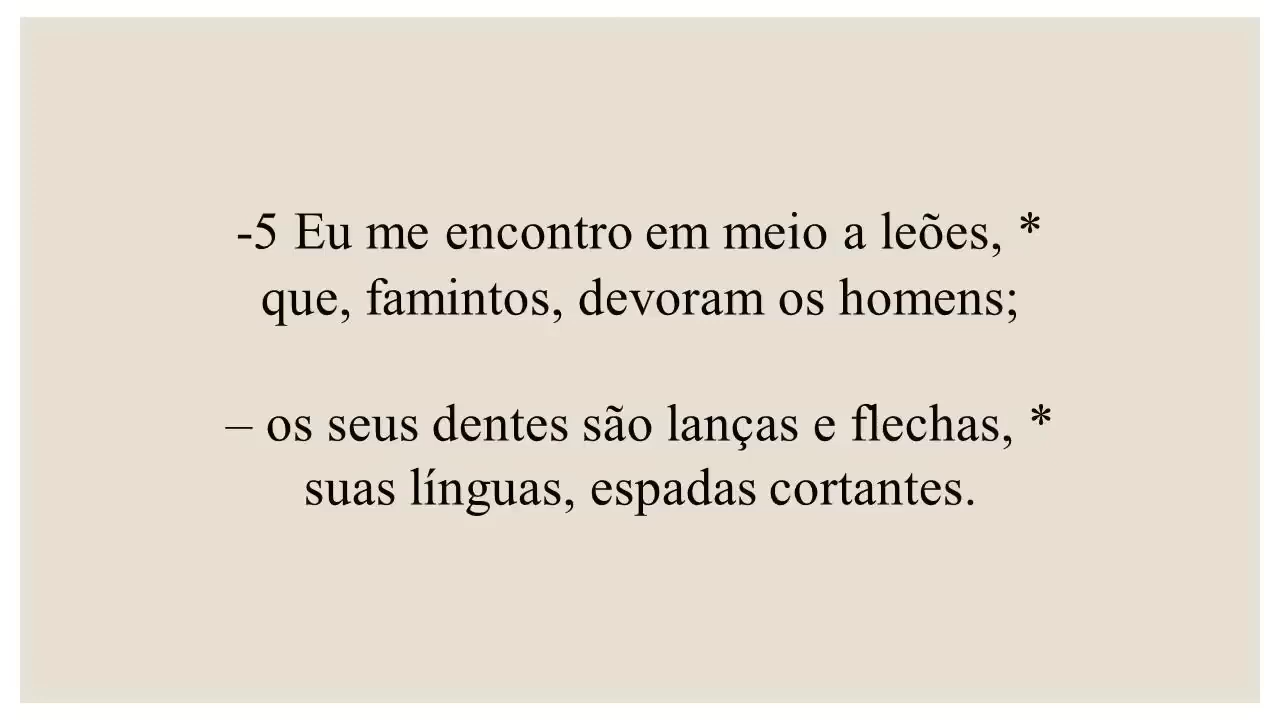 -5 Eu me encontro em meio a leões, *
que, famintos, devoram os homens;
– os seus dentes são lanças e flechas, *
suas línguas, espadas cortantes.